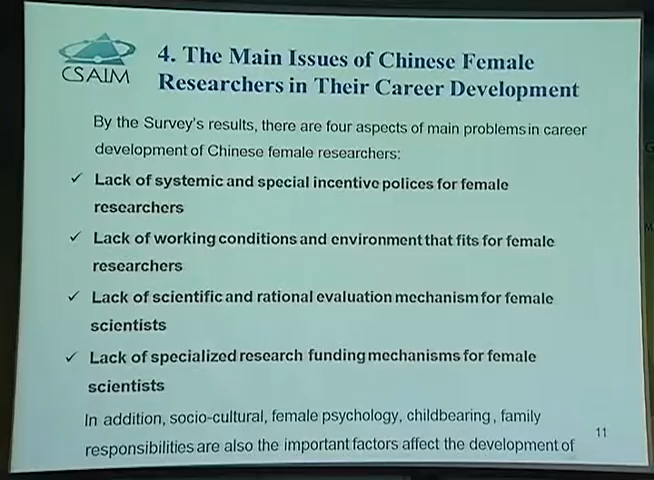 CSAIM
4. The Main Issues of Chinese Female
Researchers in Their Career Development
By the Survey's results, there are four aspects of main problems in career
development of Chinese female researchers:
✓ Lack of systemic and special incentive polices for female
researchers
✓ Lack of working conditions and environment that fits for female
researchers
✓ Lack of scientific and rational evaluation mechanism for female
scientists
✓ Lack of specialized research funding mechanisms for female
scientists
In addition, socio-cultural, female psychology, childbearing, family
responsibilities are also the important factors affect the development of
11